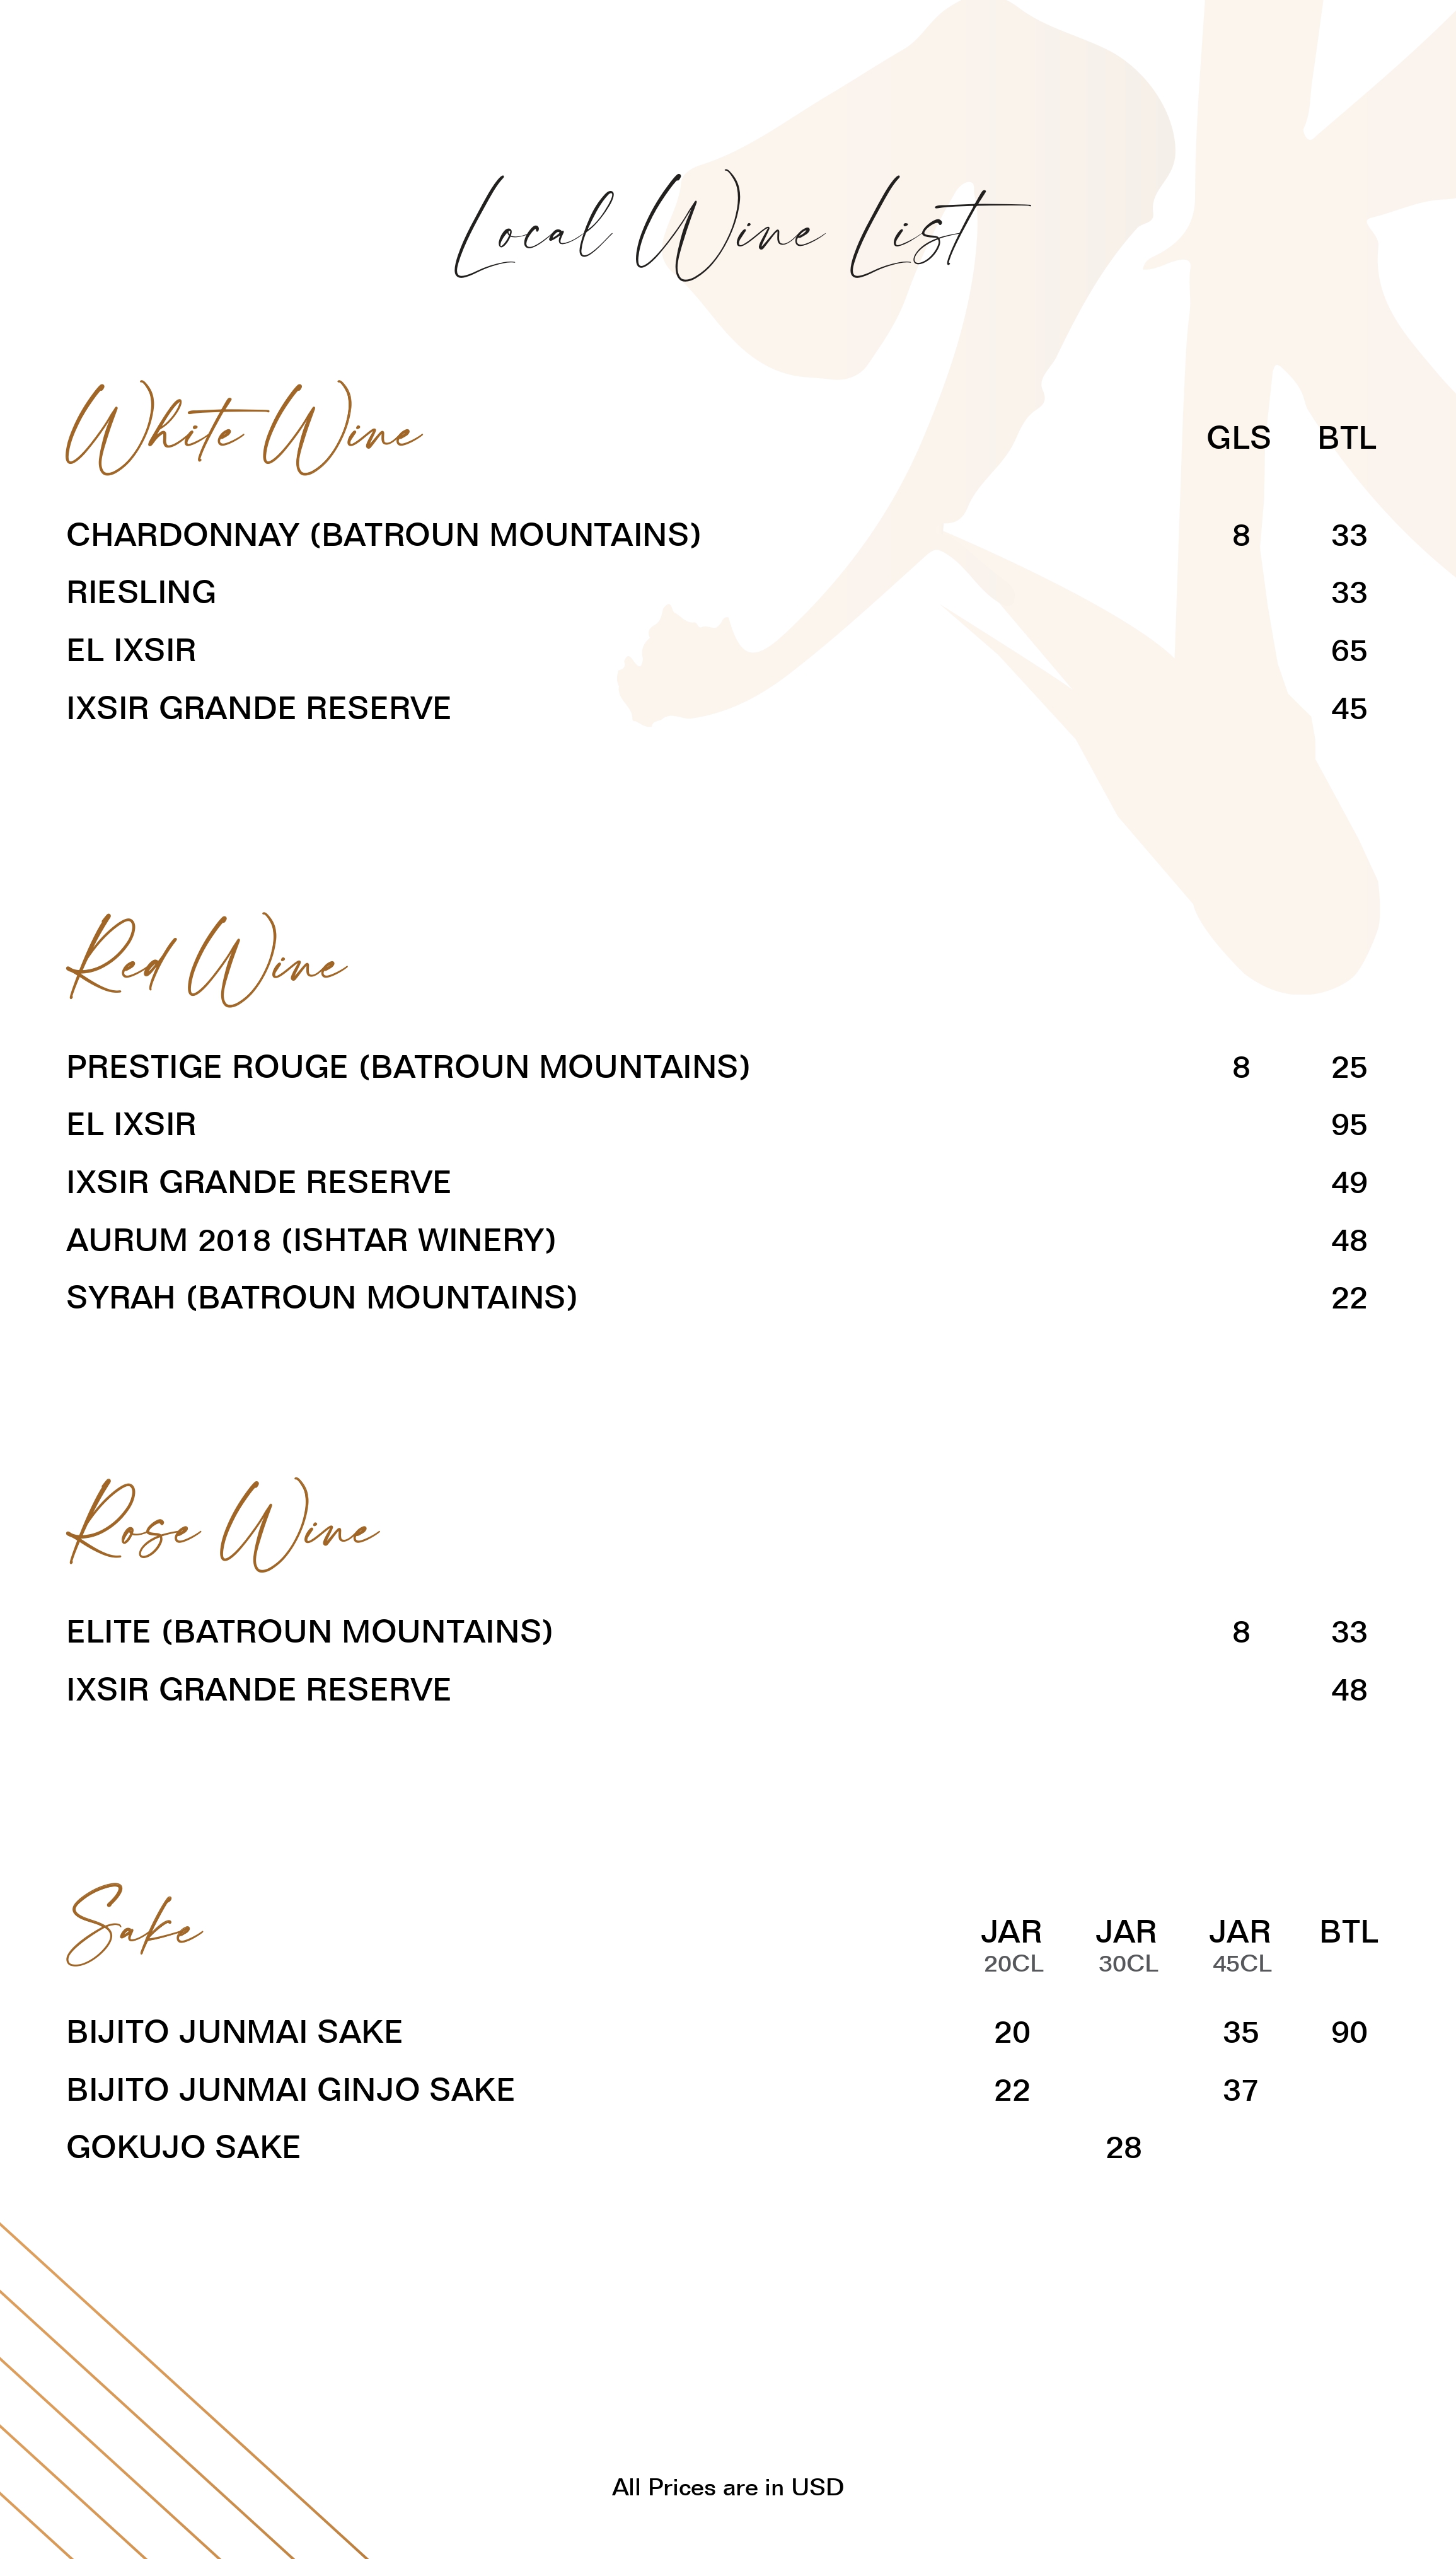 Local Wine List
White Wine GLS BTL
CHARDONNAY (BATROUN MOUNTAINS) 8 33
RIESLING 33
EL IXSIR 65
IXSIR GRANDE RESERVE 45
Red Wine
PRESTIGE ROUGE (BATROUN MOUNTAINS) 8 25
EL IXSIR 95
IXSIR GRANDE RESERVE 49
AURUM 2018 (ISHTAR WINERY) 48
SYRAH (BATROUN MOUNTAINS) 22
Rose Wine
ELITE (BATROUN MOUNTAINS) 8 33
IXSIR GRANDE RESERVE 48
Sake JAR JAR JAR BTL
20CL 30CL 45CL
BIJITO JUNMAI SAKE 20 35 90
BIJITO JUNMAI GINJO SAKE 22 37
GOKUJO SAKE 28
All Prices are in USD